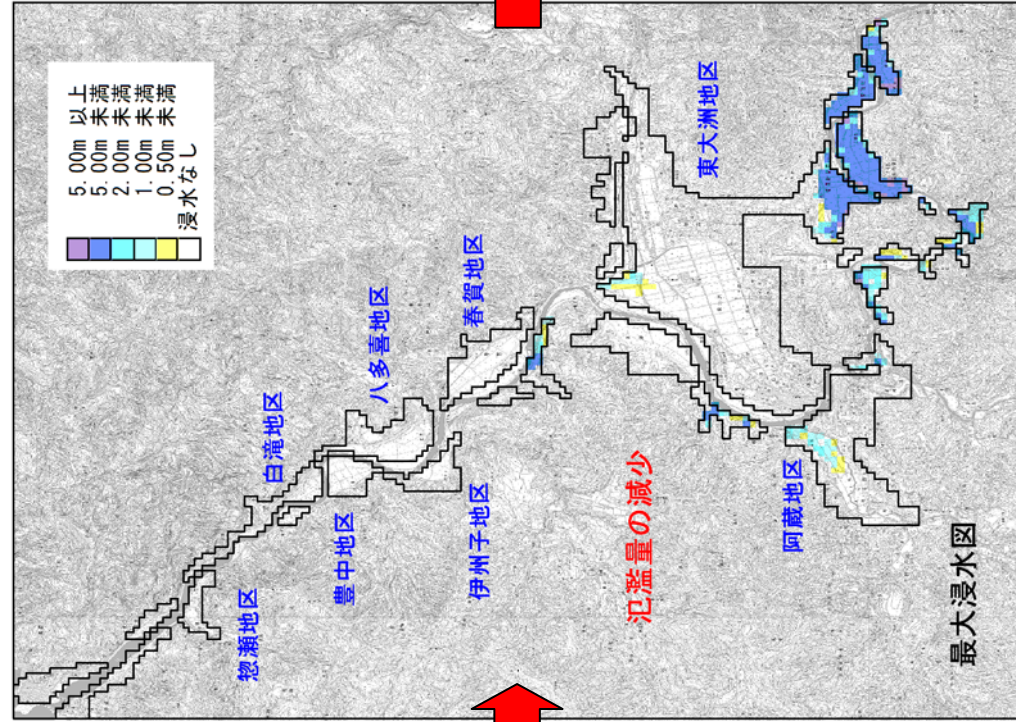 5.00m 以上
5.00m 未満
2.00m 未満
1.00m 未満
0.50m 未満
浸水なし
東大洲地区
春賀地区
八多喜地区
白滝地区
豊中地区
伊州子地区
惣瀬地区
氾濫量の減少
阿蔵地区
最大浸水図